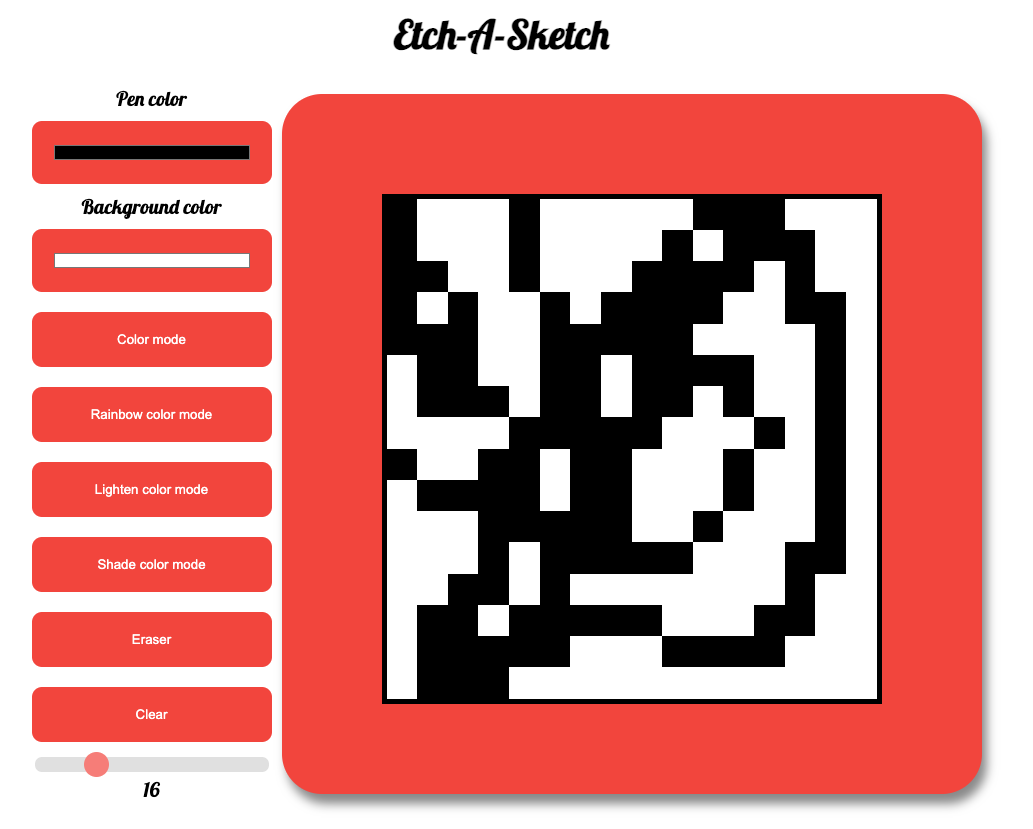 Etch-A-Sketch
Pen color
Background color
Color mode
Rainbow color mode
Lighten color mode
Shade color mode
Eraser
Clear
16